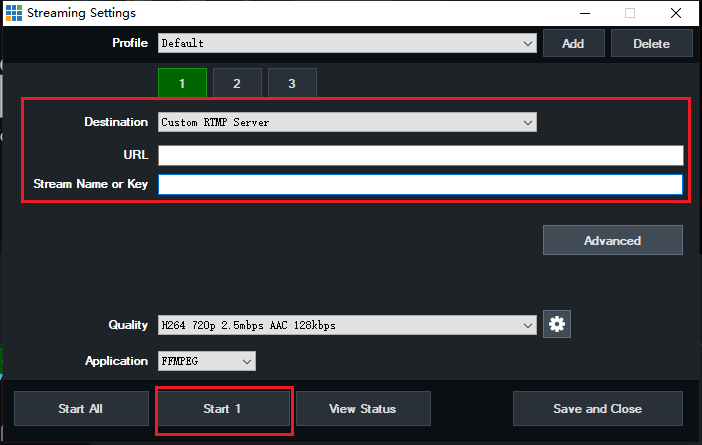 Streaming Settings
Profile Default Add Delete
1 2 3
Destination Custom RTMP Server
URL
Stream Name or Key
Advanced
Quality H264 720p 2.5mbps AAC 128kbps
Application FFMPEG
Start All Start 1 View Status Save and Close